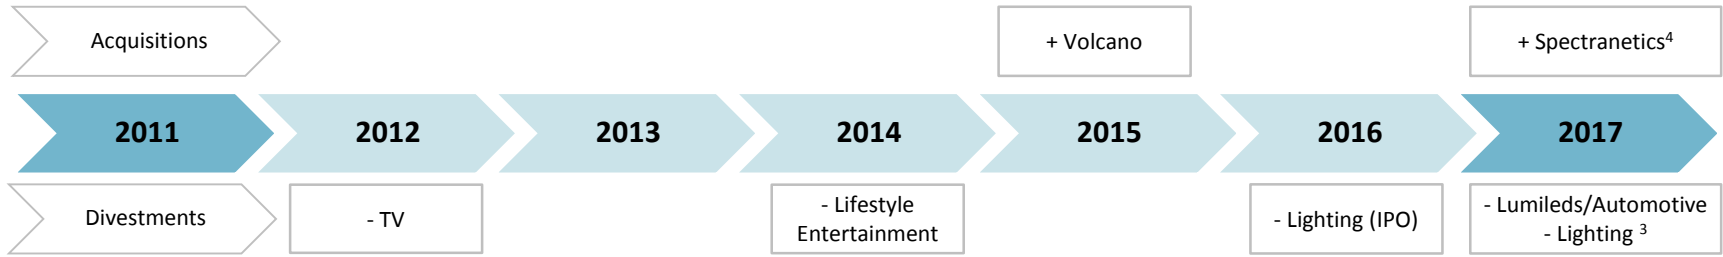 Acquisitions
+ Volcano
+ Spectranetics⁴
2011
2012
2013
2014
2015
2016
2017
Divestments
- TV
- Lifestyle
Entertainment
- Lighting (IPO)
- Lumileds/Automotive
- Lighting ³